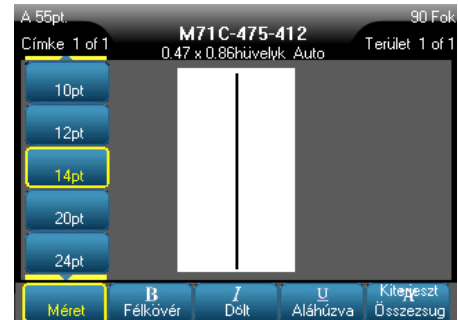 A 55pt.
90 Fok
M71C-475-412
Címke 1 of 1
Terület 1 of 1
0.47 x 0.86hüvelyk Auto
10pt
12pt
14pt
20pt
24pt
Méret
B
Félkövér
I
Dőlt
U
Aláhúzva
Kiterjeszt
A
Összezsug